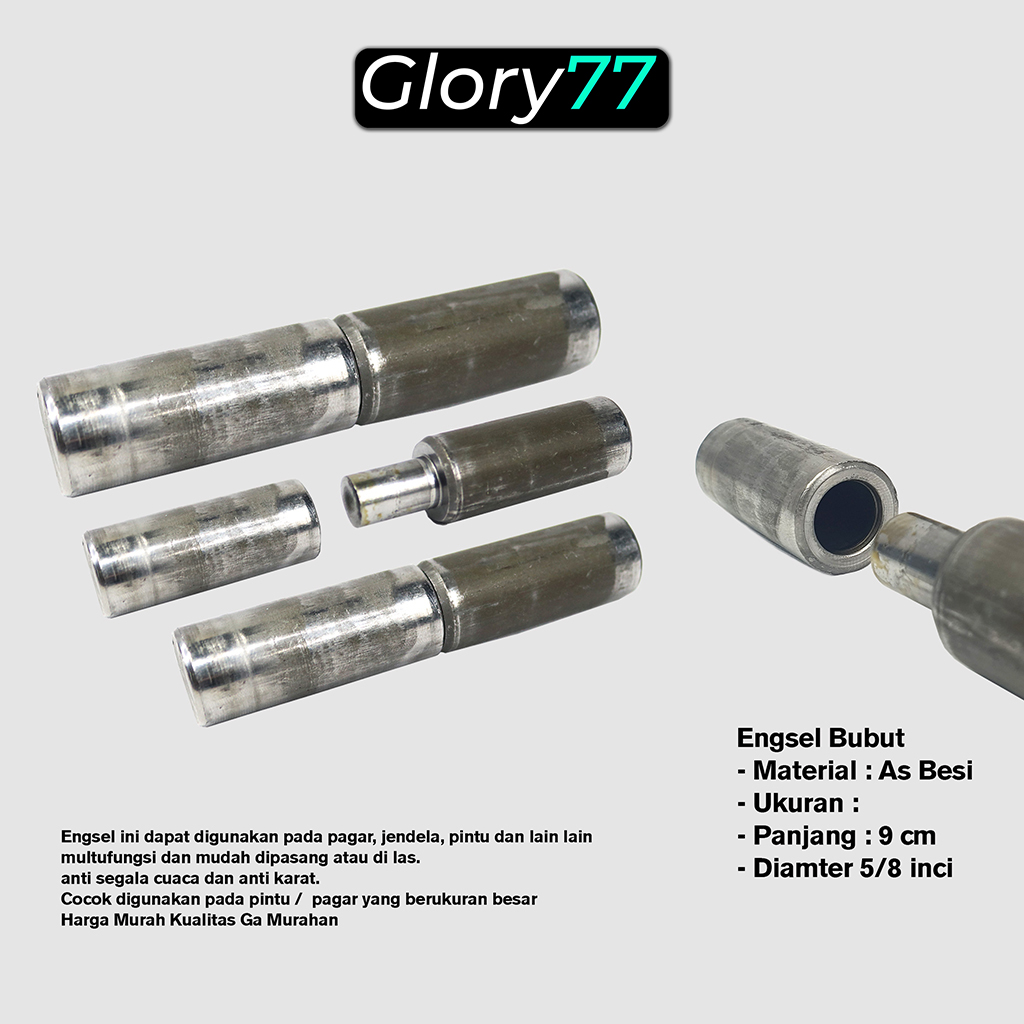 Glory77
Engsel Bubut
- Material : As Besi
- Ukuran :
- Panjang : 9 cm
- Diamter 5/8 inci
Engsel ini dapat digunakan pada pagar, jendela, pintu dan lain lain
multufungsi dan mudah dipasang atau di las.
anti segala cuaca dan anti karat.
Cocok digunakan pada pintu / pagar yang berukuran besar
Harga Murah Kualitas Ga Murahan